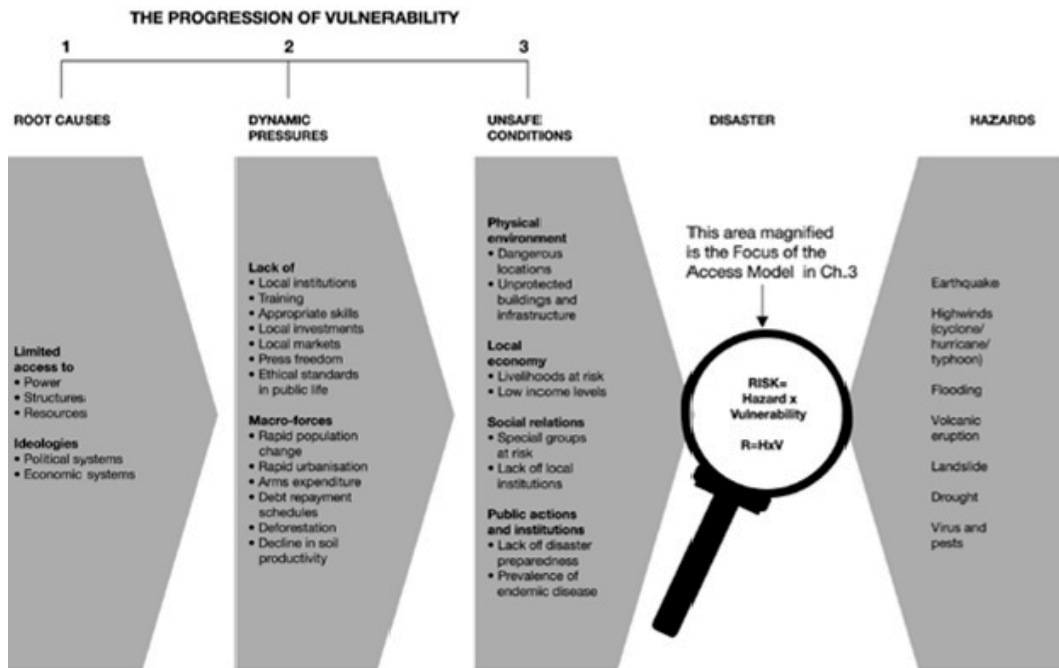 THE PROGRESSION OF VULNERABILITY
1
2
3
ROOT CAUSES
DYNAMIC
PRESSURES
UNSAFE
CONDITIONS
DISASTER
HAZARDS
Limited
access to
• Power
• Structures
• Resources
Ideologies
• Political systems
• Economic systems
Lack of
• Local institutions
• Training
• Appropriate skills
• Local investments
• Local markets
• Press freedom
• Ethical standards
in public life
Macro-forces
• Rapid population
change
• Rapid urbanisation
• Arms expenditure
• Debt repayment
schedules
• Deforestation
• Decline in soil
productivity
Physical
environment
• Dangerous
locations
• Unprotected
buildings and
infrastructure
Local
economy
• Livelihoods at risk
• Low income levels
Social relations
• Special groups
at risk
• Lack of local
institutions
Public actions
and institutions
• Lack of disaster
preparedness
• Prevalence of
endemic disease
This area magnified
is the Focus of the
Access Model in Ch.3
RISK=
Hazard x
Vulnerability
R=HxV
Earthquake
Highwinds
(cyclone/
hurricane/
typhoon)
Flooding
Volcanic
eruption
Landslide
Drought
Virus and
pests